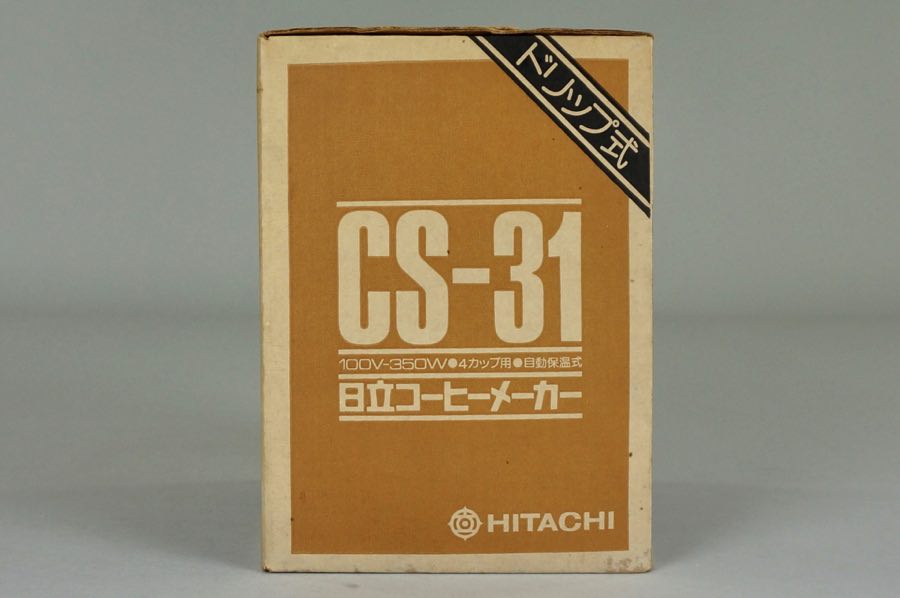 ドリップ式
CS-31
100V-350W●4カップ用●自動保温式
日立コーヒーメーカー
HITACHI